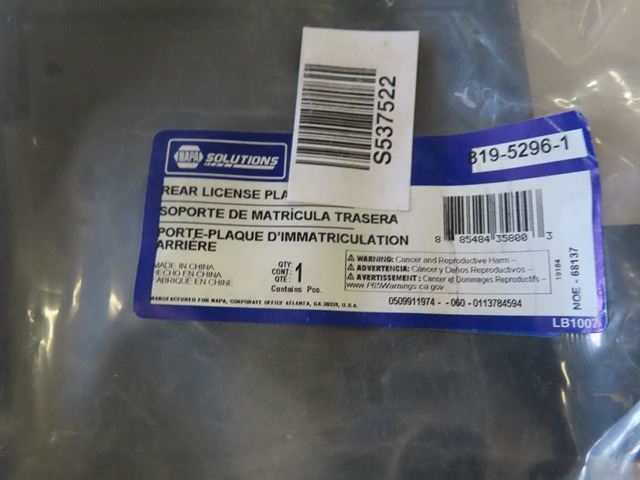 S537522
NAPA SOLUTIONS
819-5296-1
REAR LICENSE
SOPORTE DE MATRÍCULA TRASERA
PORTE-PLAQUE D'IMMATRICULATION
ARRIERE
8 85484 35800 3
MADE IN CHINA
HECHO EN CHINA
FABRIQUÉ EN CHINE
QTY:
CONT.:
QTÉ:
1
Contains Pcs.
WARNING: Cancer and Reproductive Harm –
ADVERTENCIA: Cáncer y Daños Reproductivos –
AVERTISSEMENT: Cancer et Dommages Reproductifs –
www.P65Warnings.ca.gov
19184
NOE - 68137
MANUFACTURED FOR NAPA, CORPORATE OFFICE ATLANTA, GA 30339, U.S.A.
0509911974 - -060 -0113784594
LB1007